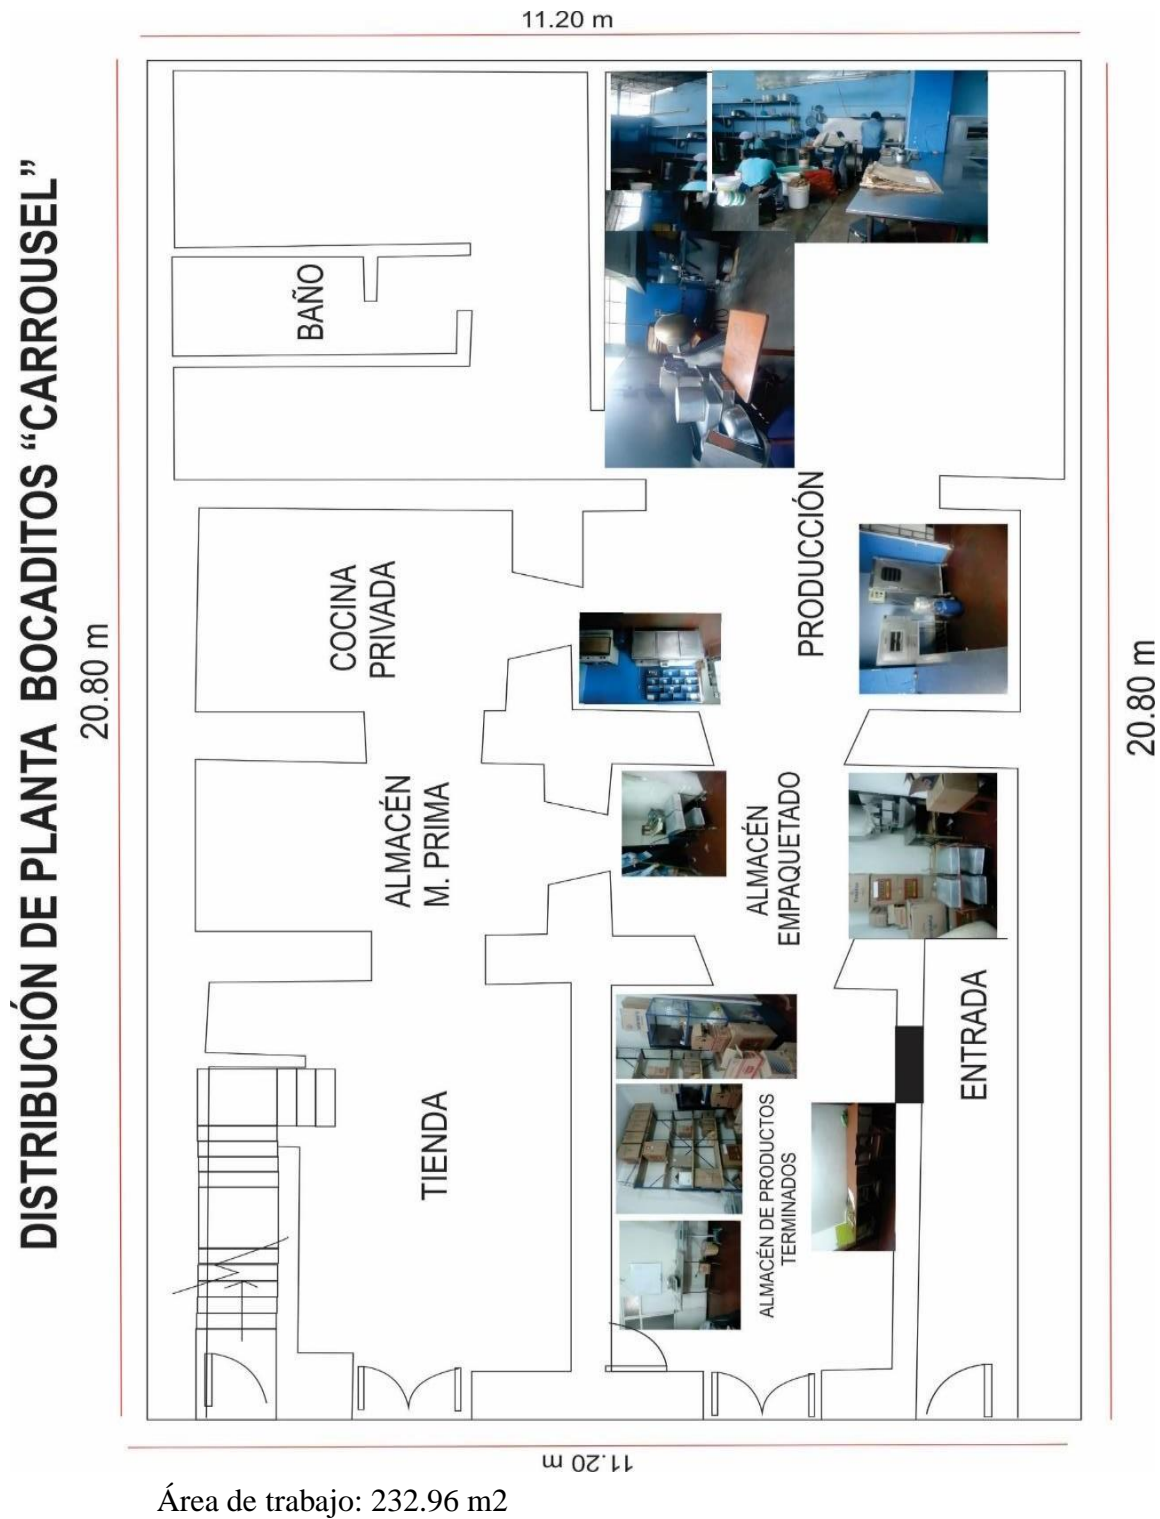 DISTRIBUCIÓN DE PLANTA BOCADITOS “CARROUSEL”
11.20 m
20.80 m
20.80 m
BAÑO
COCINA
PRIVADA
PRODUCCIÓN
ALMACÉN
M. PRIMA
ALMACÉN
EMPAQUETADO
TIENDA
ALMACÉN DE PRODUCTOS
TERMINADOS
ENTRADA
11.20 m
Área de trabajo: 232.96 m2